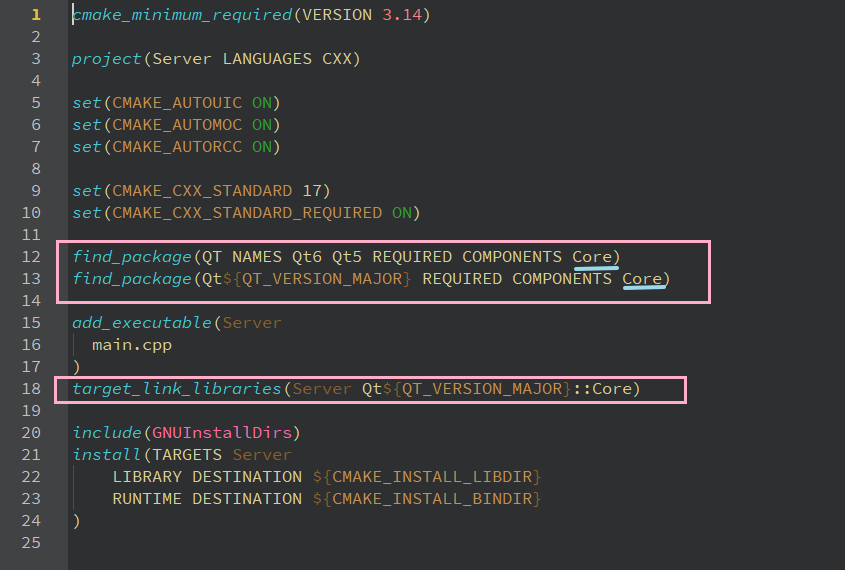 1 cmake_minimum_required(VERSION 3.14)
2
3 project(Server LANGUAGES CXX)
4
5 set(CMAKE_AUTOUIC ON)
6 set(CMAKE_AUTOMOC ON)
7 set(CMAKE_AUTORCC ON)
8
9 set(CMAKE_CXX_STANDARD 17)
10 set(CMAKE_CXX_STANDARD_REQUIRED ON)
11
12 find_package(QT NAMES Qt6 Qt5 REQUIRED COMPONENTS Core)
13 find_package(Qt${QT_VERSION_MAJOR} REQUIRED COMPONENTS Core)
14
15 add_executable(Server
16   main.cpp
17 )
18 target_link_libraries(Server Qt${QT_VERSION_MAJOR}::Core)
19
20 include(GNUInstallDirs)
21 install(TARGETS Server
22     LIBRARY DESTINATION ${CMAKE_INSTALL_LIBDIR}
23     RUNTIME DESTINATION ${CMAKE_INSTALL_BINDIR}
24 )
25